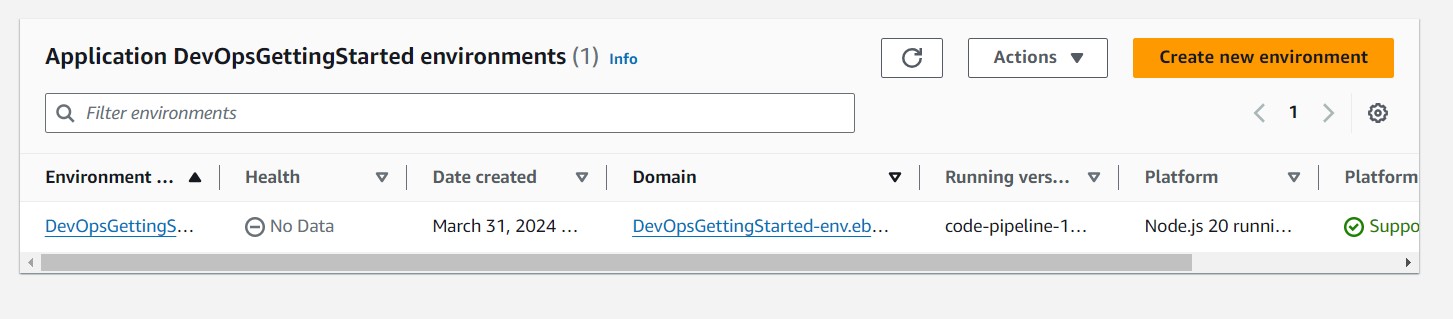 Application DevOpsGettingStarted environments (1) Info
Actions
Create new environment
Filter environments
1
Environment ... Health Date created Domain Running vers... Platform Platform
DevOpsGettingS... No Data March 31, 2024 ... DevOpsGettingStarted-env.eb... code-pipeline-1... Node.js 20 runni... Suppo